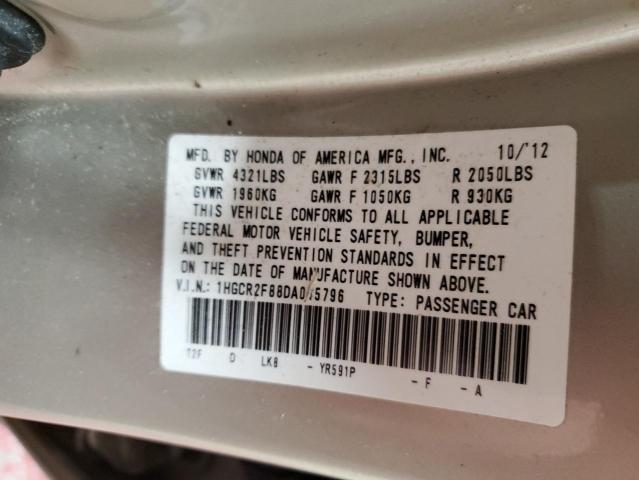 MFD. BY HONDA OF AMERICA MFG., INC. 10/'12
GVWR 4321LBS GAWR F 2315LBS R 2050LBS
GVWR 1960KG GAWR F 1050KG R 930KG
THIS VEHICLE CONFORMS TO ALL APPLICABLE
FEDERAL MOTOR VEHICLE SAFETY, BUMPER,
AND THEFT PREVENTION STANDARDS IN EFFECT
ON THE DATE OF MANUFACTURE SHOWN ABOVE.
V.I.N.: TYPE: PASSENGER CAR
T2F D LK8 - YR591P - F - A